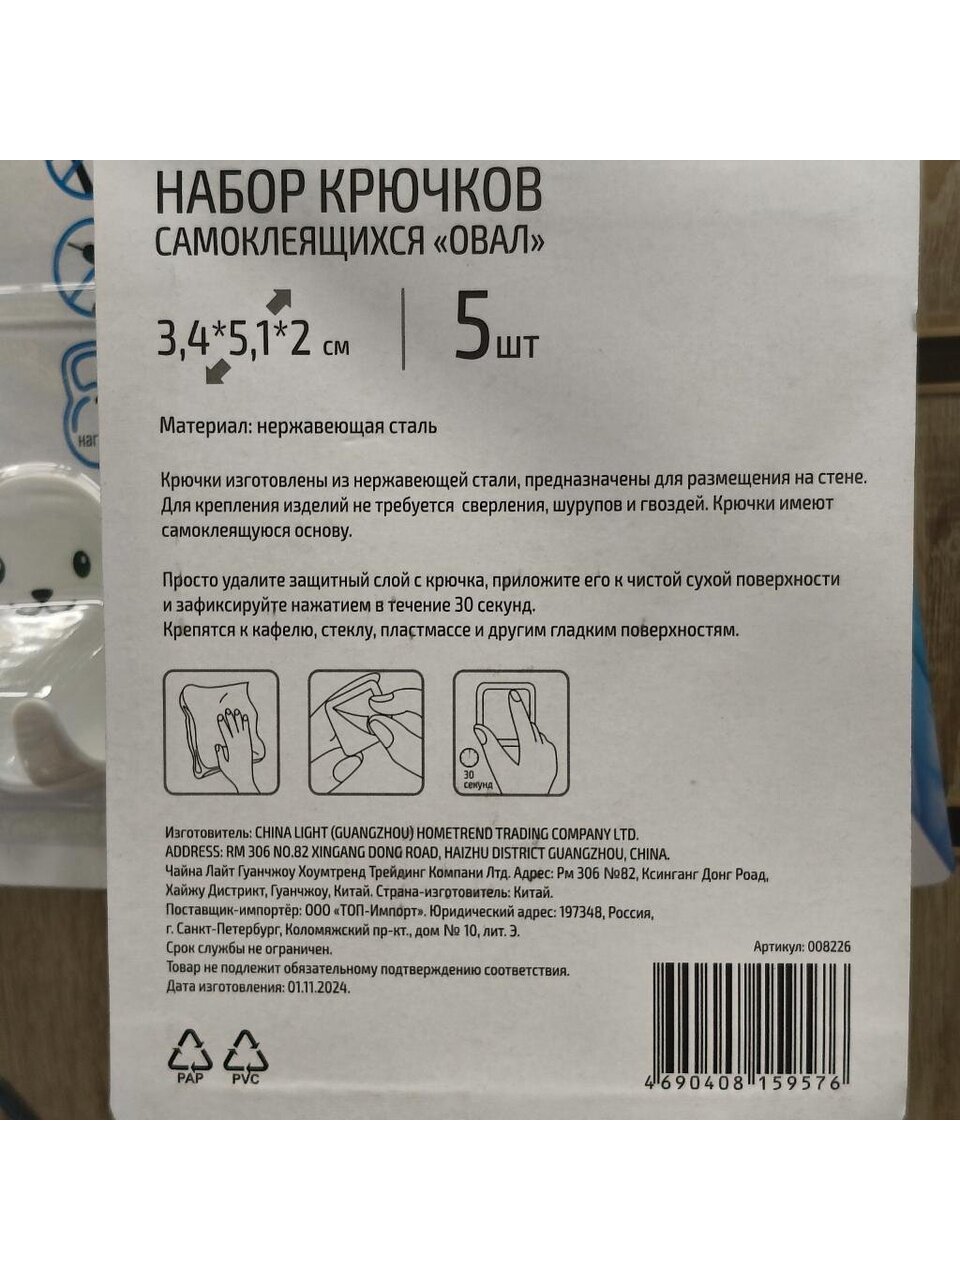 НАБОР КРЮЧКОВ
САМОКЛЕЯЩИХСЯ «ОВАЛ»
3,4*5,1*2 см
5 шт
Материал: нержавеющая сталь
Крючки изготовлены из нержавеющей стали, предназначены для размещения на стене.
Для крепления изделий не требуется сверления, шурупов и гвоздей. Крючки имеют
самоклеящуюся основу.
Просто удалите защитный слой с крючка, приложите его к чистой сухой поверхности
и зафиксируйте нажатием в течение 30 секунд.
Крепятся к кафелю, стеклу, пластмассе и другим гладким поверхностям.
30
секунд
Изготовитель: CHINA LIGHT (GUANGZHOU) HOMETREND TRADING COMPANY LTD.
ADDRESS: RM 306 NO.82 XINGANG DONG ROAD, HAIZHU DISTRICT GUANGZHOU, CHINA.
Чайна Лайт Гуанчжоу Хоумтренд Трейдинг Компани Лтд. Адрес: Рм 306 №82, Ксинганг Донг Роад,
Хайжу Дистрикт, Гуанчжоу, Китай. Страна-изготовитель: Китай.
Поставщик-импортёр: ООО «ТОП-Импорт». Юридический адрес: 197348, Россия,
г. Санкт-Петербург, Коломяжский пр-кт., дом № 10, лит. Э.
Срок службы не ограничен.
Товар не подлежит обязательному подтверждению соответствия.
Дата изготовления: 01.11.2024.
Артикул: 008226
PAP
PVC
4 690408 159576